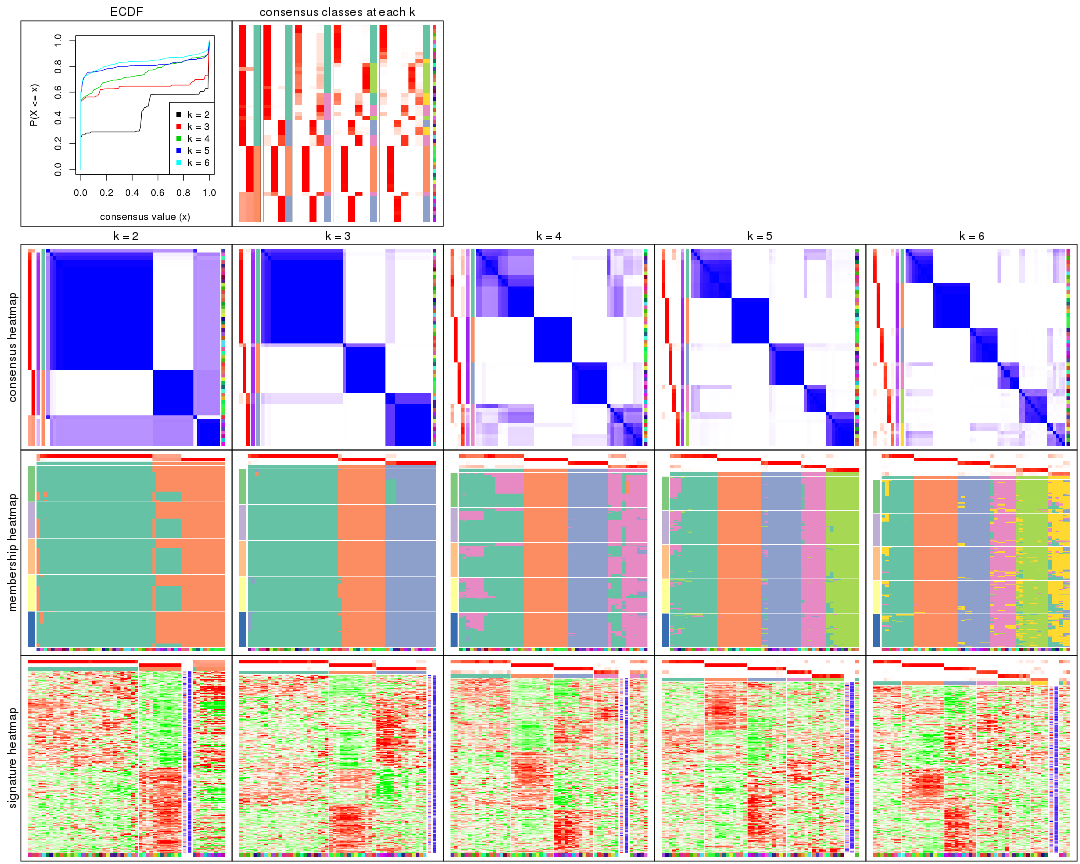 ECDF
consensus classes at each k
P(X <= x)
0.0 0.2 0.4 0.6 0.8 1.0
k = 2
k = 3
k = 4
k = 5
k = 6
0.0 0.2 0.4 0.6 0.8 1.0
consensus value (x)
k = 2
k = 3
k = 4
k = 5
k = 6
consensus heatmap
membership heatmap
signature heatmap